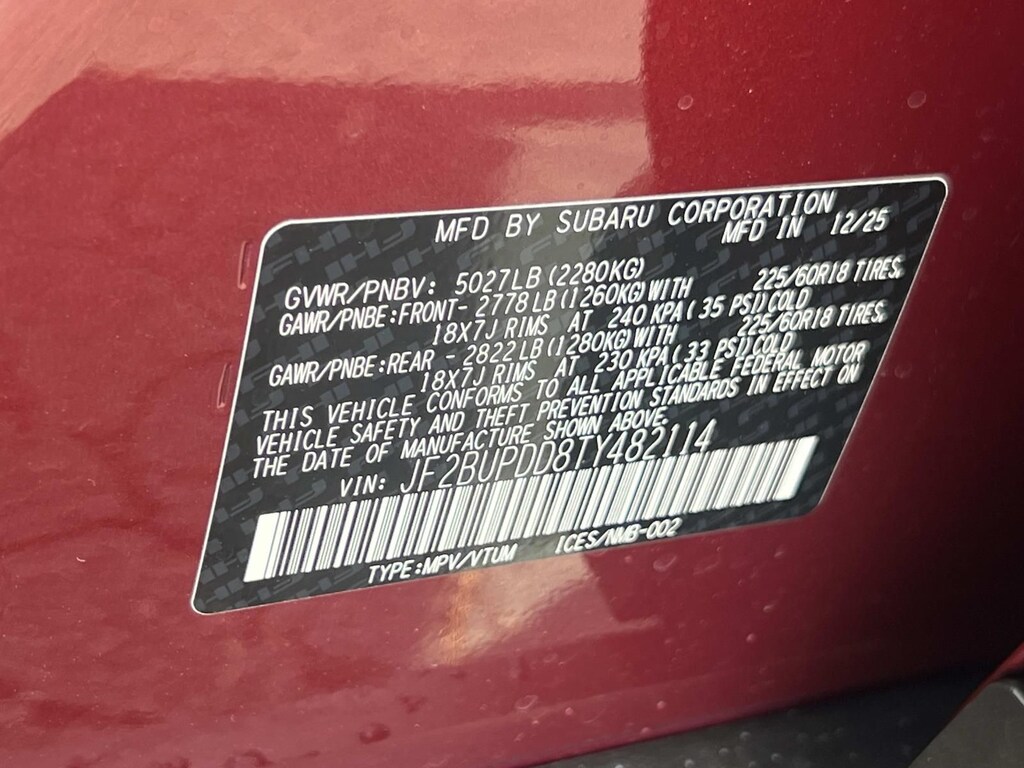 MFD BY SUBARU CORPORATION
MFD IN 12/25
GVWR/PNBV: 5027LB(2280KG)
GAWR/PNBE:FRONT- 2778LB(1260KG)WITH 225/60R18 TIRES,
18X7J RIMS AT 240 KPA(35 PSI)COLD
GAWR/PNBE:REAR - 2822LB(1280KG)WITH 225/60R18 TIRES,
18X7J RIMS AT 230 KPA(33 PSI)COLD
THIS VEHICLE CONFORMS TO ALL APPLICABLE FEDERAL MOTOR
VEHICLE SAFETY AND THEFT PREVENTION STANDARDS IN EFFECT ON
THE DATE OF MANUFACTURE SHOWN ABOVE.
VIN: JF2BUPDD8TY482114
TYPE:MPV/VTUM ICES/NMB-002